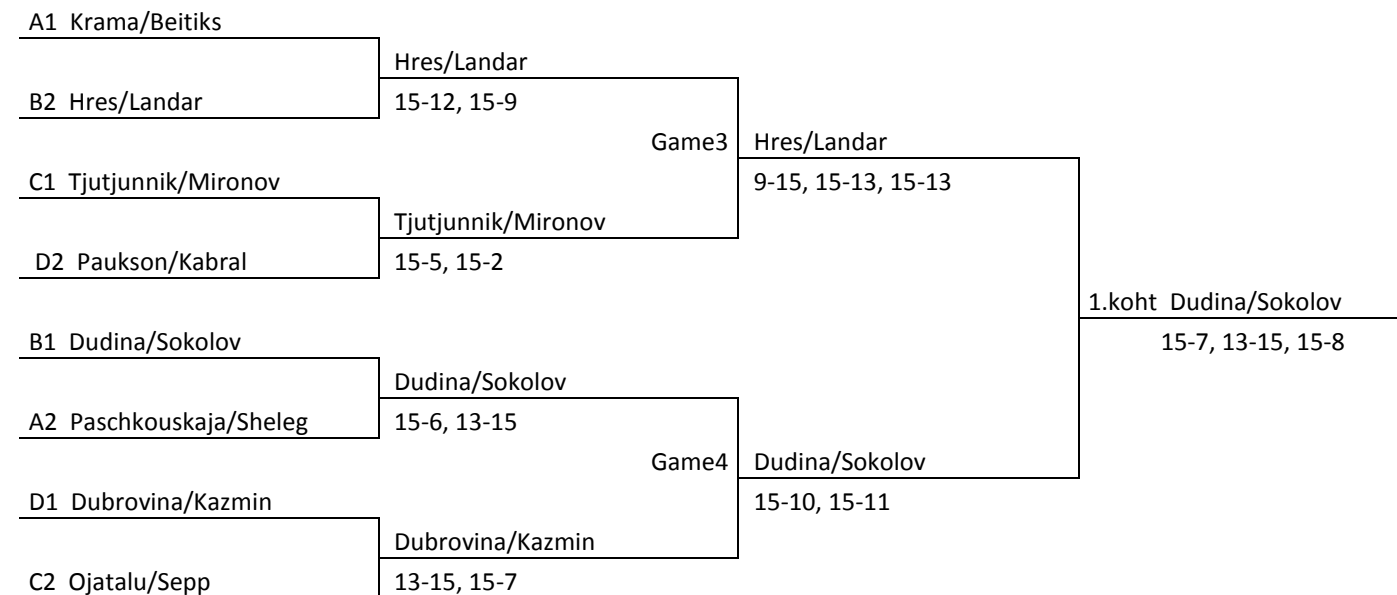 A1 Krama/Beitiks
Hres/Landar
B2 Hres/Landar
15-12, 15-9
Game3
Hres/Landar
C1 Tjutjunnik/Mironov
9-15, 15-13, 15-13
Tjutjunnik/Mironov
D2 Paukson/Kabral
15-5, 15-2
1.koht Dudina/Sokolov
B1 Dudina/Sokolov
15-7, 13-15, 15-8
Dudina/Sokolov
A2 Paschkouskaja/Sheleg
15-6, 13-15
Game4
Dudina/Sokolov
D1 Dubrovina/Kazmin
15-10, 15-11
Dubrovina/Kazmin
C2 Ojatalu/Sepp
13-15, 15-7